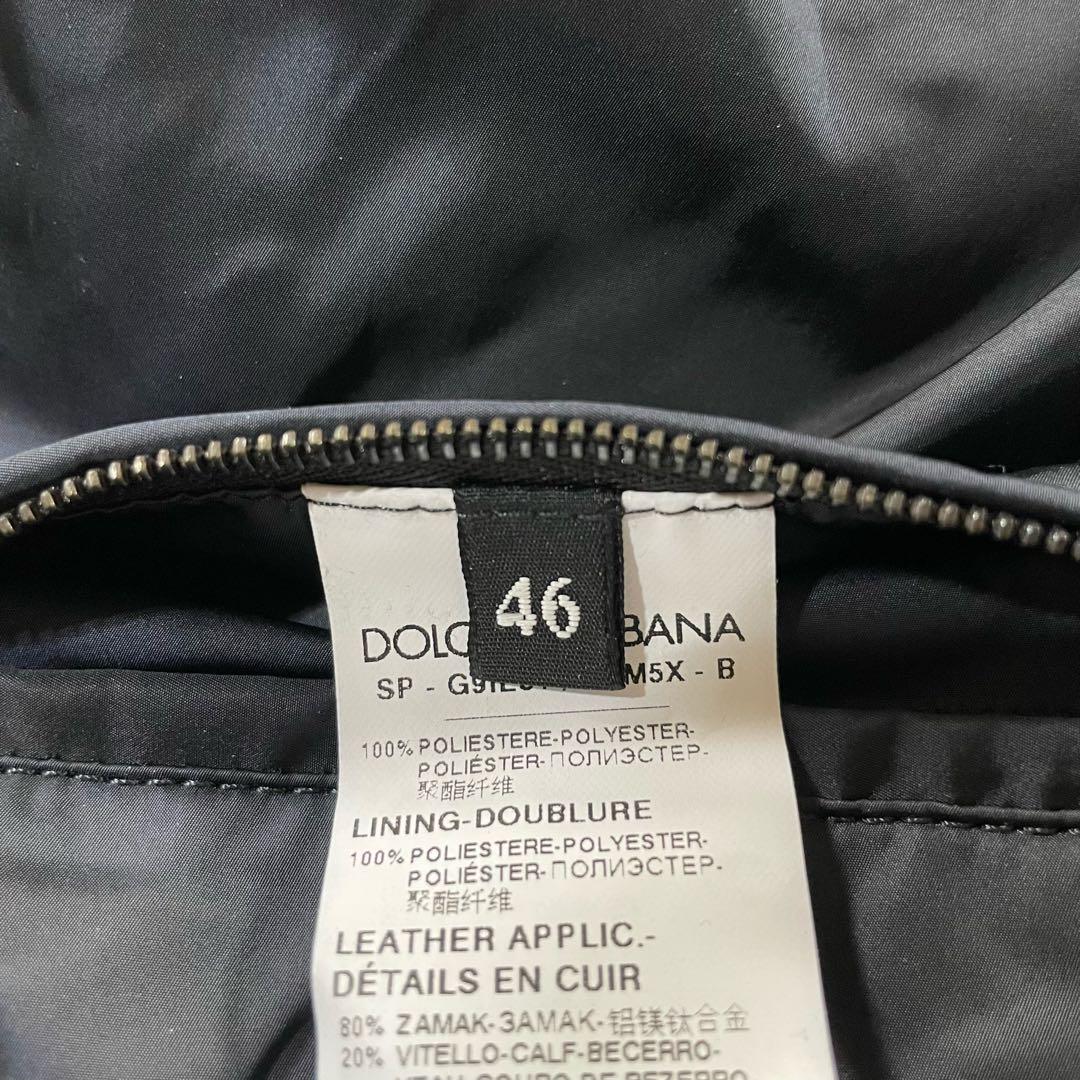 46
DOLC BANA
SP - G9 M5X - B
100% POLIESTERE-POLYESTER-
POLIÉSTER-ПОЛИЭСТЕР-
聚酯纤维
LINING-DOUBLURE
100% POLIESTERE-POLYESTER-
POLIÉSTER-ПОЛИЭСТЕР-
聚酯纤维
LEATHER APPLIC.-
DÉTAILS EN CUIR
80% ZAMAK-ЗАМАК-铝镁钛合金
20% VITELLO-CALF-BECERRO-